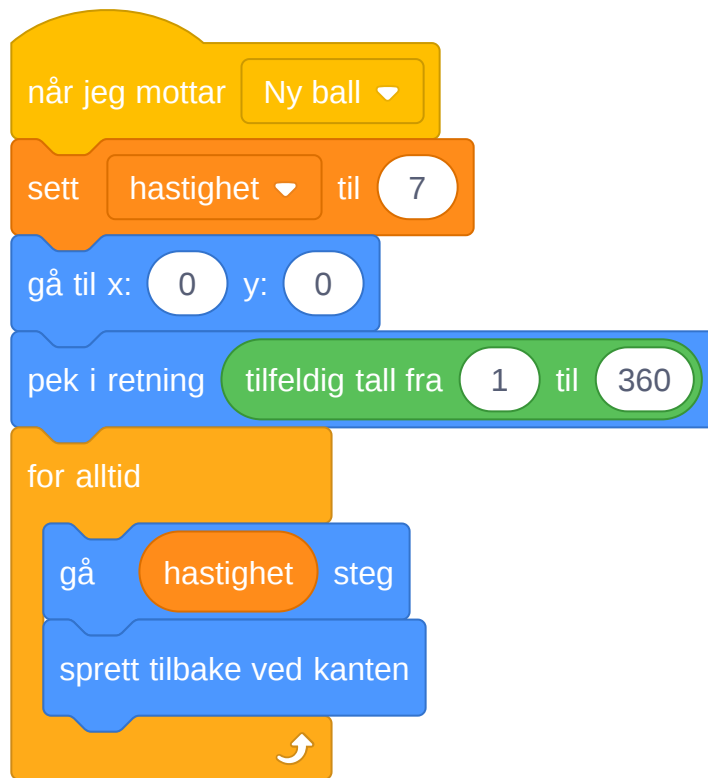 når jeg mottar Ny ball
sett hastighet til 7
gå til x: 0 y: 0
pek i retning tilfeldig tall fra 1 til 360
for alltid
gå hastighet steg
sprett tilbake ved kanten